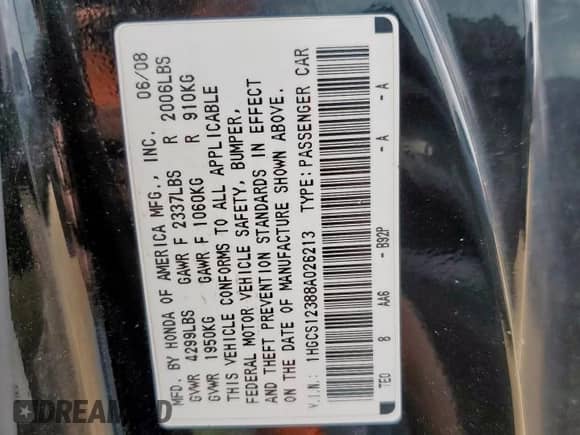 MFD. BY HONDA OF AMERICA MFG., INC. 06/08
GVWR 4299LBS GAWR F 2337LBS R 2006LBS
GVWR 1950KG GAWR F 1060KG R 910KG
THIS VEHICLE CONFORMS TO ALL APPLICABLE
FEDERAL MOTOR VEHICLE SAFETY, BUMPER,
AND THEFT PREVENTION STANDARDS IN EFFECT
ON THE DATE OF MANUFACTURE SHOWN ABOVE.
V.I.N.: 1HGCS12388A026213 TYPE: PASSENGER CAR
TE0 8 AA6 - B92P - A - A